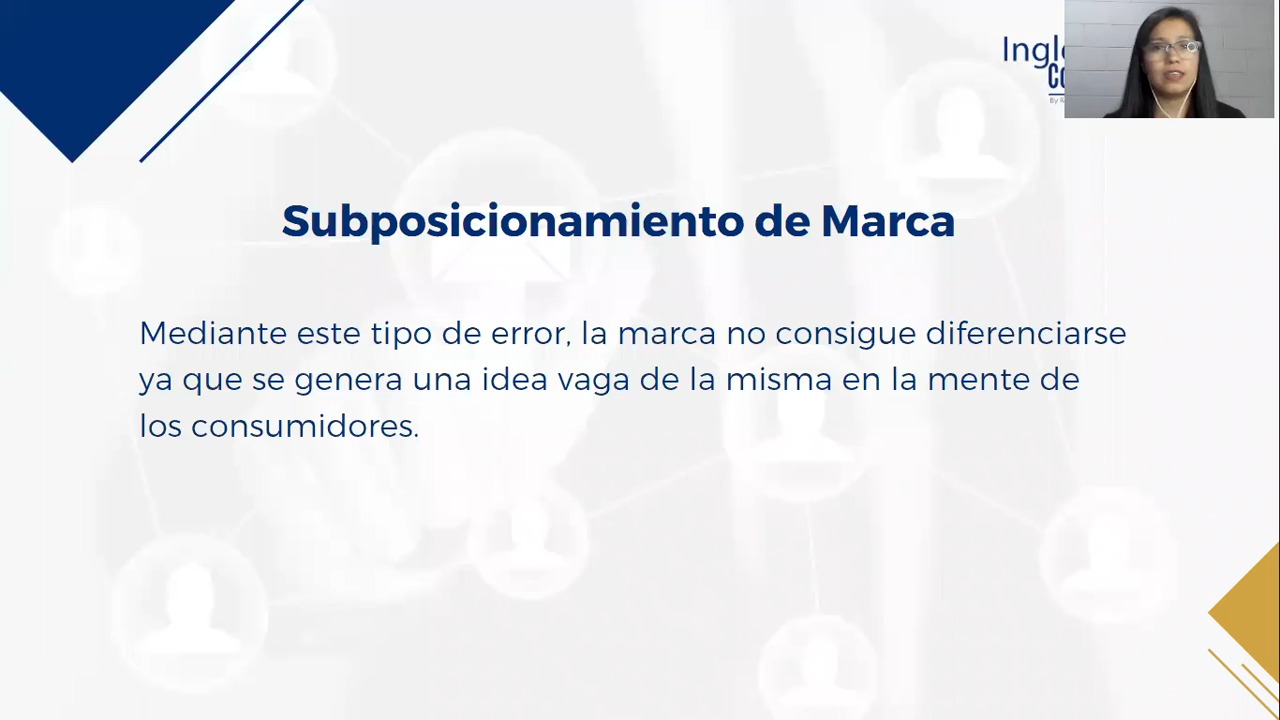 Subposicionamiento de Marca
Mediante este tipo de error, la marca no consigue diferenciarse
ya que se genera una idea vaga de la misma en la mente de
los consumidores.